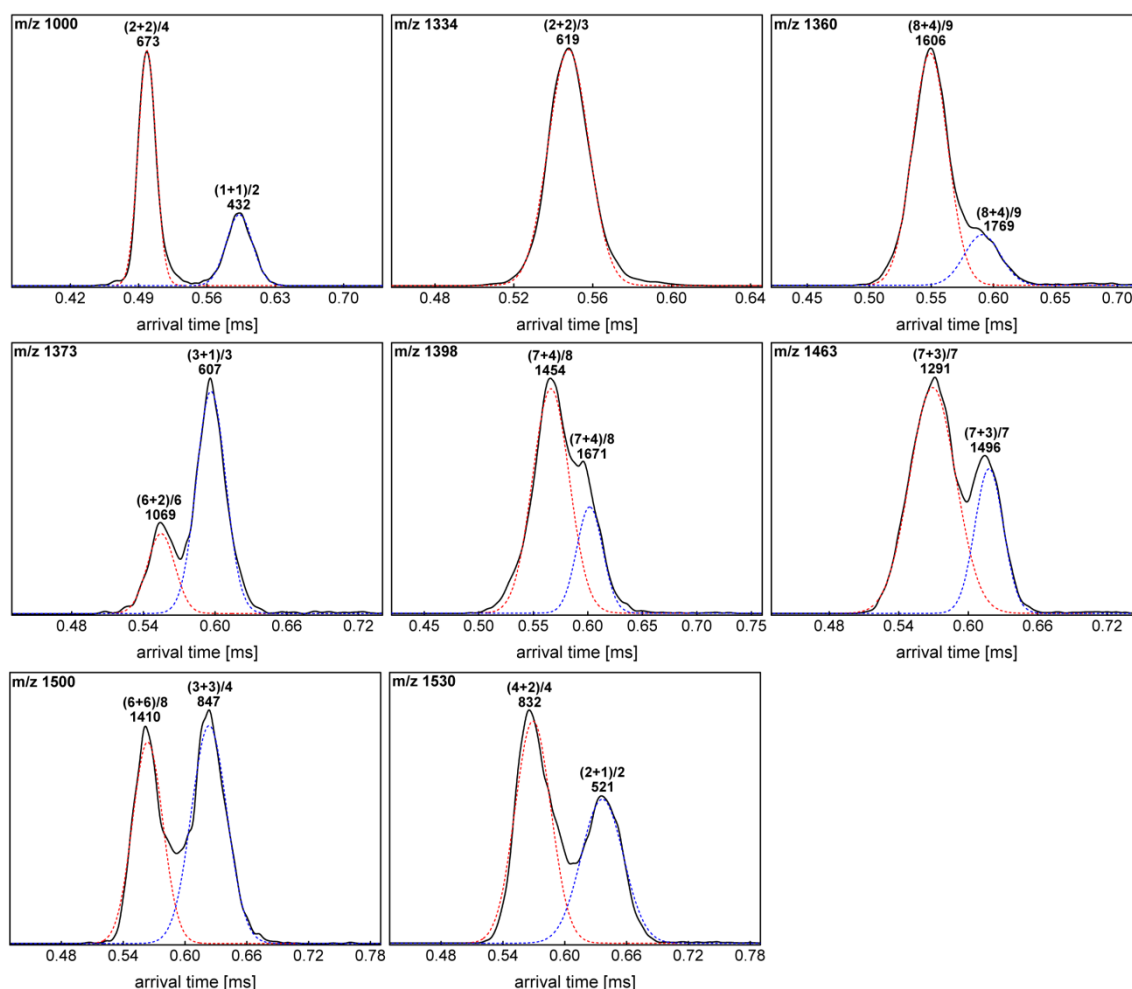 m/z 1000
(2+2)/4
673
(1+1)/2
432
0.42 0.49 0.56 0.63 0.70
arrival time [ms]
m/z 1334
(2+2)/3
619
0.48 0.52 0.56 0.60 0.64
arrival time [ms]
m/z 1360
(8+4)/9
1606
(8+4)/9
1769
0.45 0.50 0.55 0.60 0.65 0.70
arrival time [ms]
m/z 1373
(3+1)/3
607
(6+2)/6
1069
0.48 0.54 0.60 0.66 0.72
arrival time [ms]
m/z 1398
(7+4)/8
1454
(7+4)/8
1671
0.45 0.50 0.55 0.60 0.65 0.70 0.75
arrival time [ms]
m/z 1463
(7+3)/7
1291
(7+3)/7
1496
0.48 0.54 0.60 0.66 0.72
arrival time [ms]
m/z 1500
(6+6)/8
1410
(3+3)/4
847
0.48 0.54 0.60 0.66 0.72 0.78
arrival time [ms]
m/z 1530
(4+2)/4
832
(2+1)/2
521
0.48 0.54 0.60 0.66 0.72 0.78
arrival time [ms]